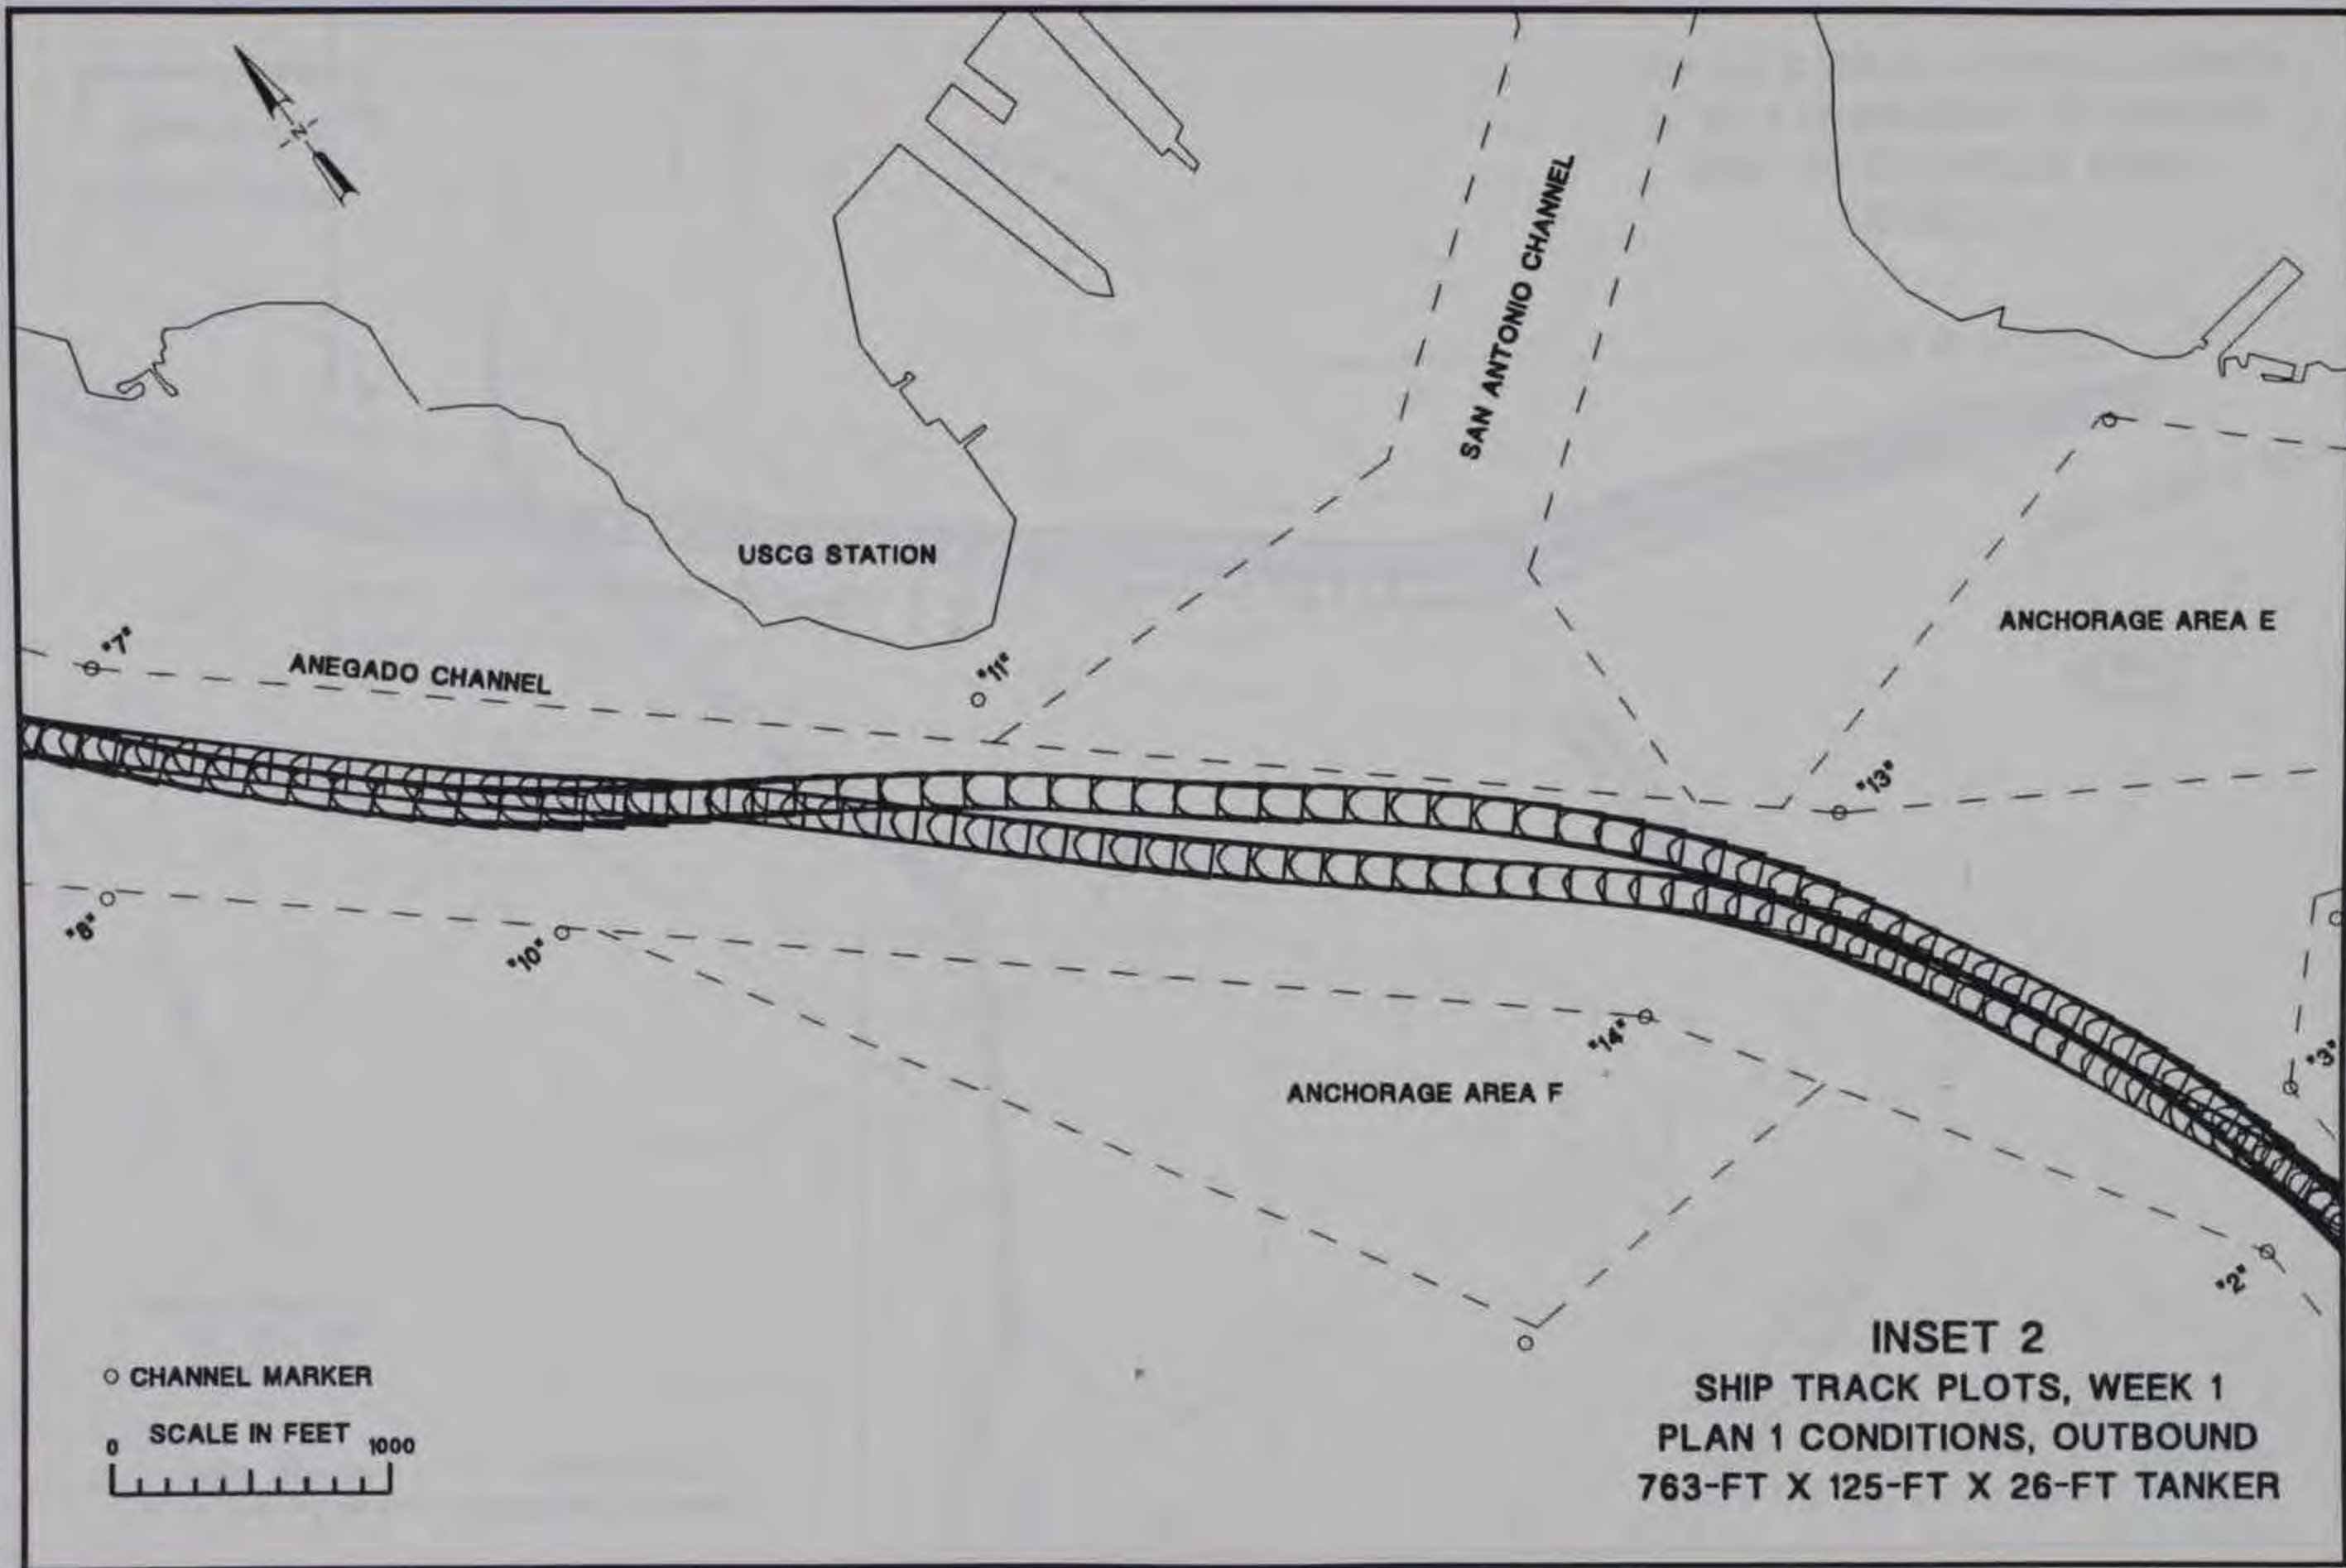 N
SAN ANTONIO CHANNEL
USCG STATION
ANCHORAGE AREA E
"7"
ANEGADO CHANNEL
"11"
"13"
"8"
"10"
"14"
"3"
ANCHORAGE AREA F
"2"
CHANNEL MARKER
SCALE IN FEET
0 1000
INSET 2
SHIP TRACK PLOTS, WEEK 1
PLAN 1 CONDITIONS, OUTBOUND
763-FT X 125-FT X 26-FT TANKER